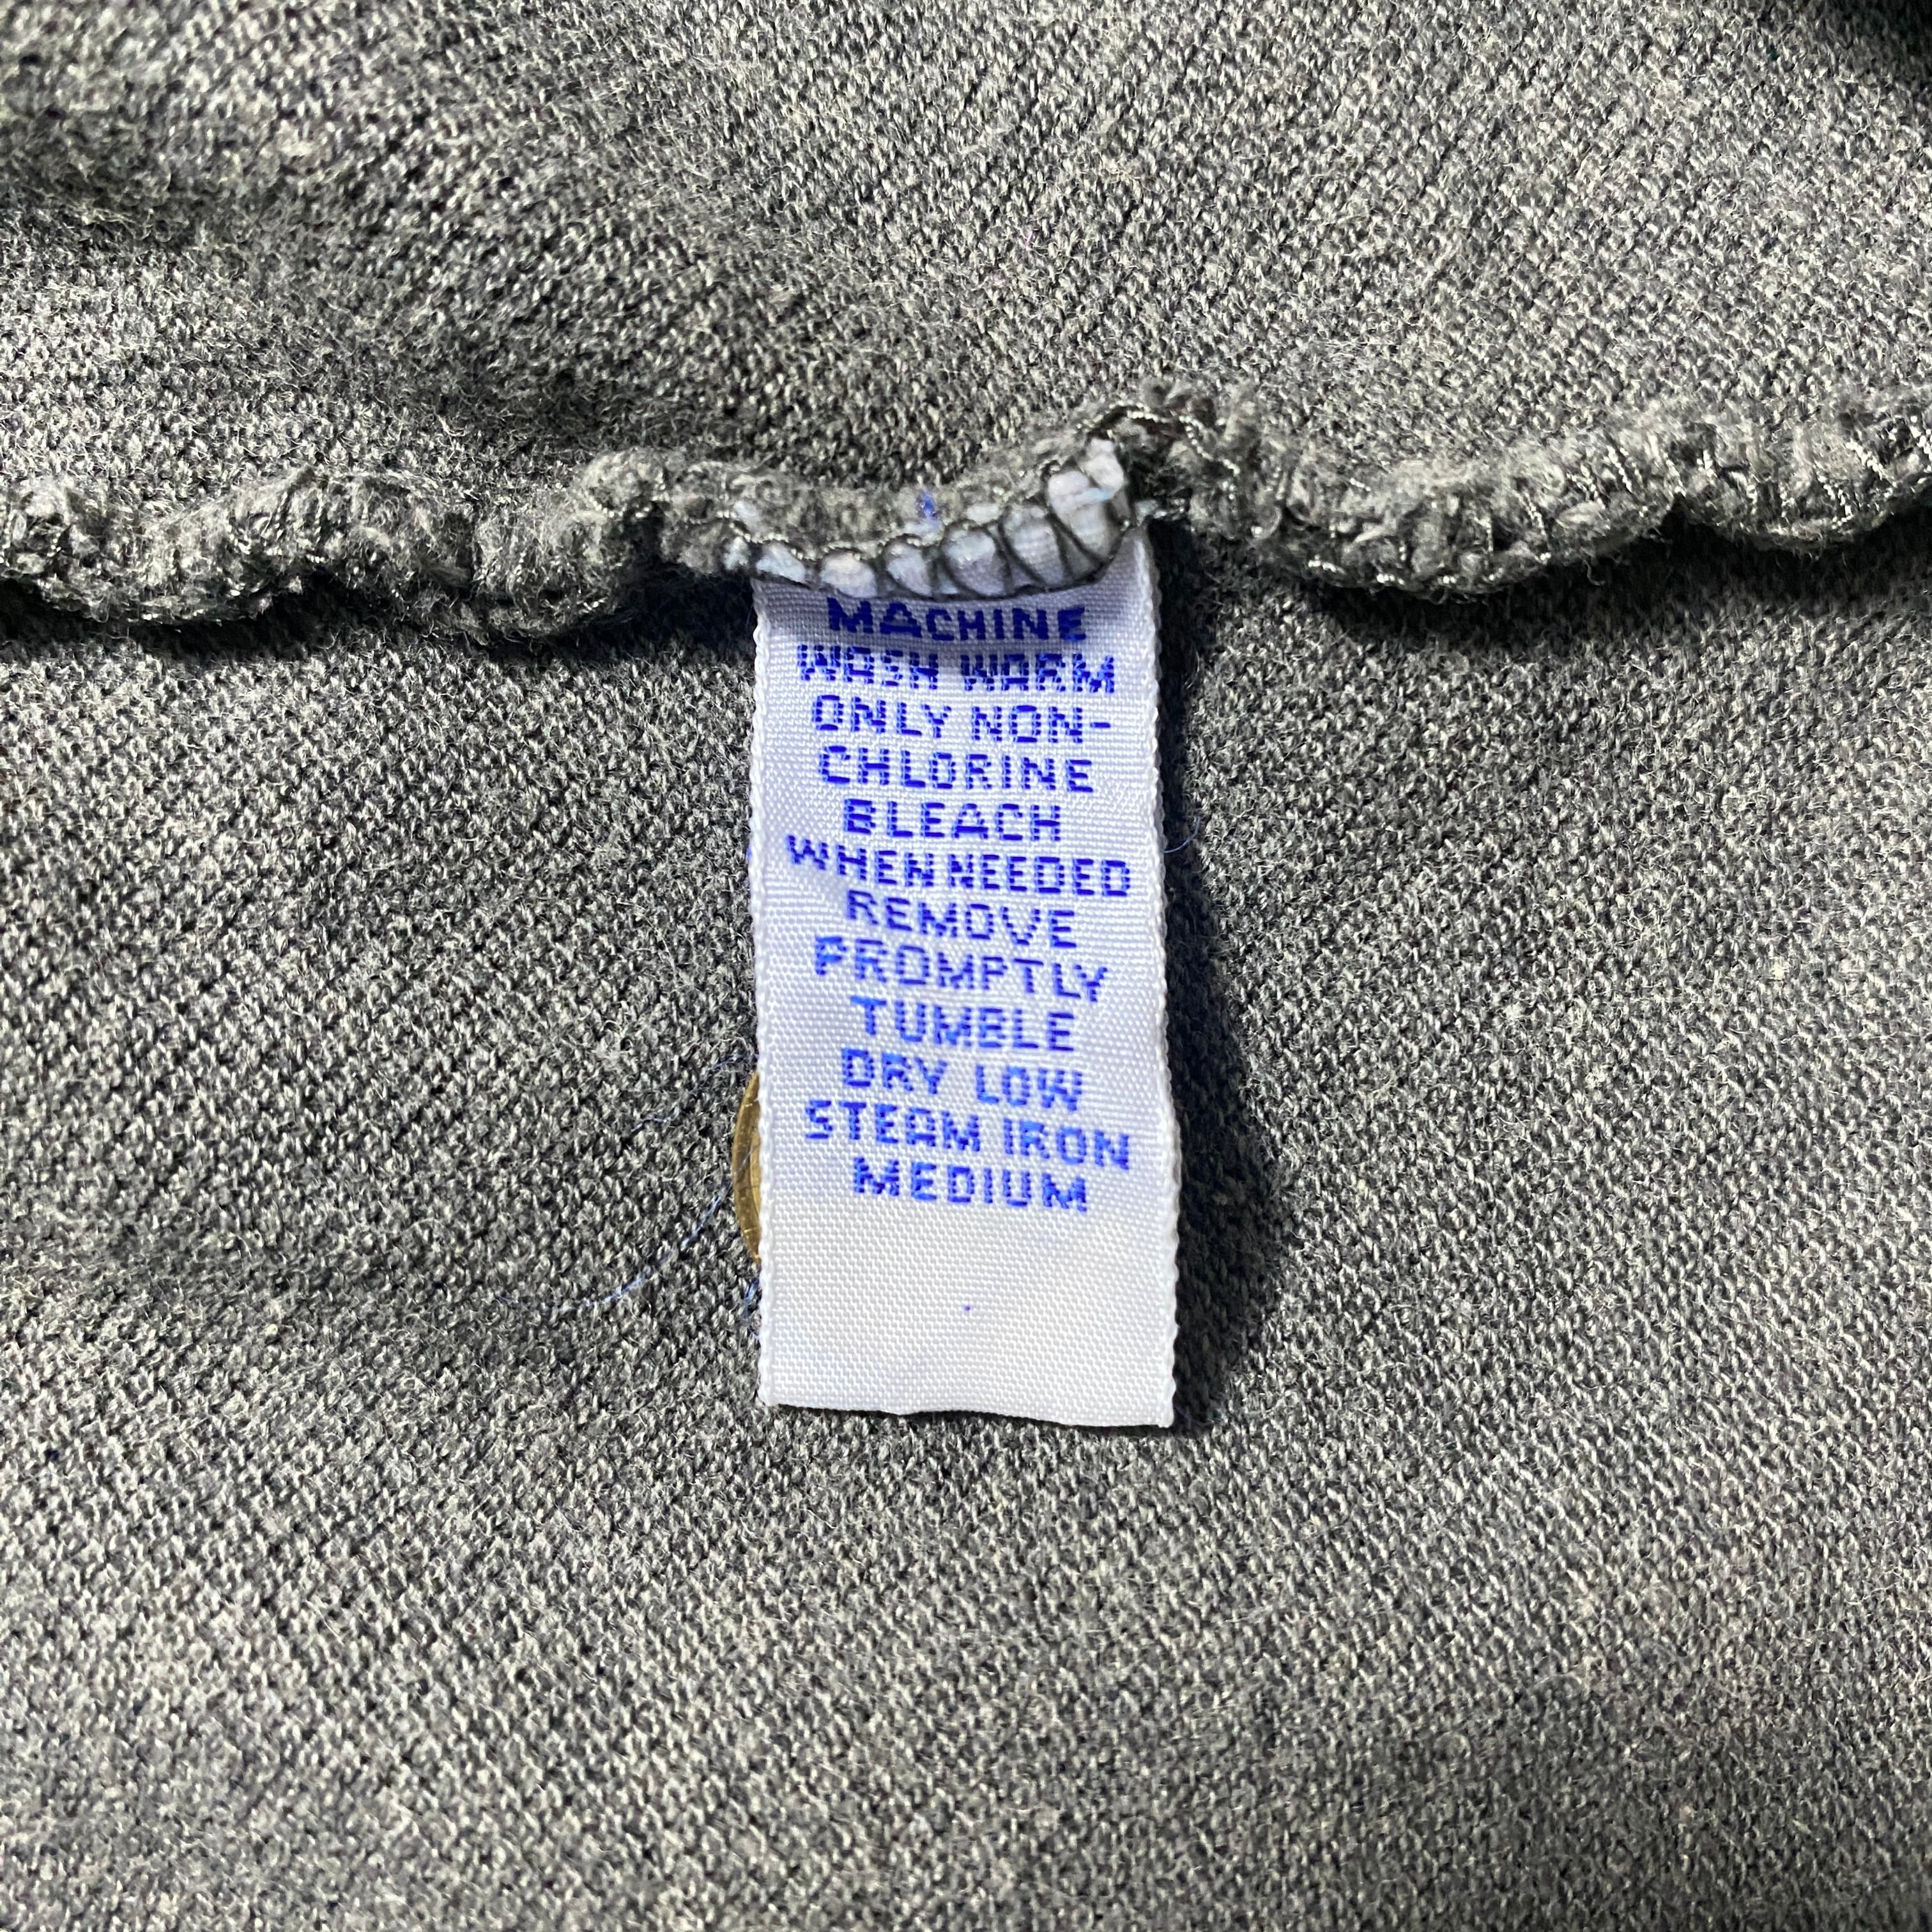 MACHINE
WASH WARM
ONLY NON-
CHLORINE
BLEACH
WHEN NEEDED
REMOVE
PROMPTLY
TUMBLE
DRY LOW
STEAM IRON
MEDIUM